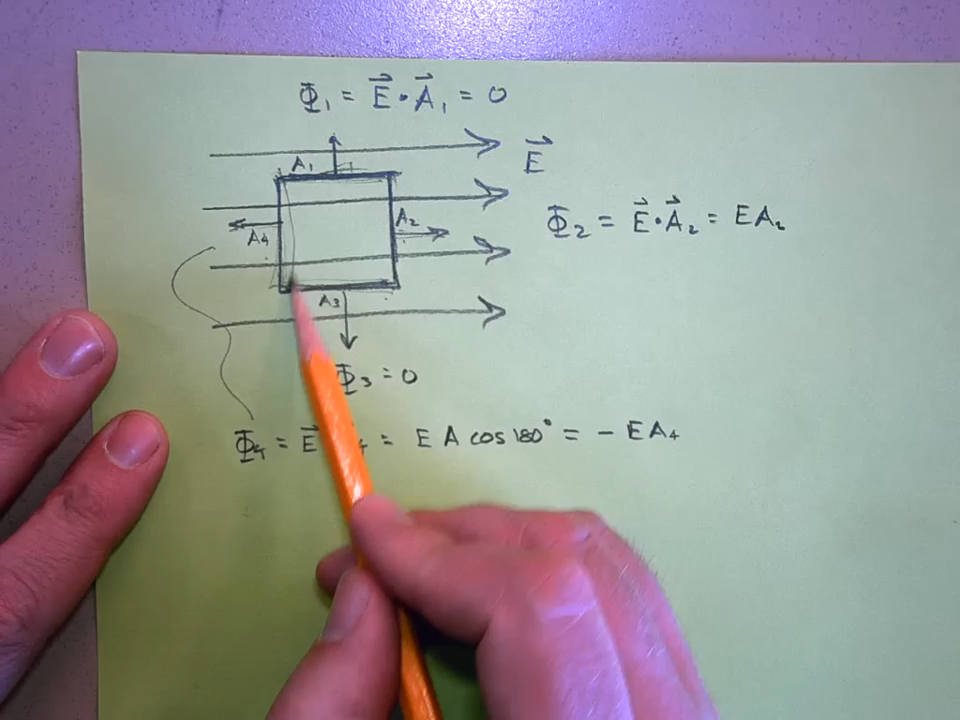 Φ₁ = E⃗ · A⃗₁ = 0
A₁
E⃗
A₂
Φ₂ = E⃗ · A⃗₂ = EA₂
A₄
A₃
Φ₃ = 0
Φ₄ = E⃗ = E A cos 180° = - EA₄